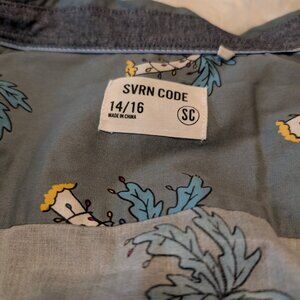 SVRN CODE
14/16
MADE IN CHINA
SC